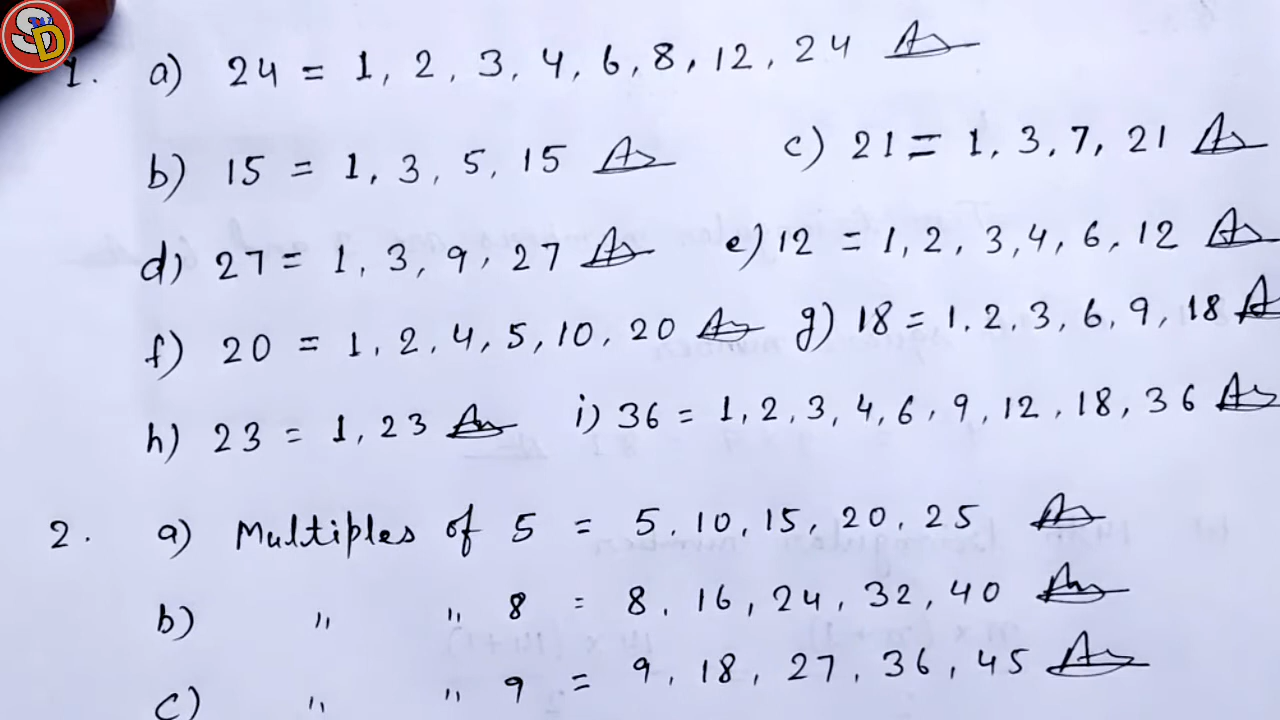 SD
1. a) 24 = 1, 2, 3, 4, 6, 8, 12, 24 Ans
b) 15 = 1, 3, 5, 15 Ans c) 21 = 1, 3, 7, 21 Ans
d) 27 = 1, 3, 9, 27 Ans e) 12 = 1, 2, 3, 4, 6, 12 Ans
f) 20 = 1, 2, 4, 5, 10, 20 Ans g) 18 = 1, 2, 3, 6, 9, 18 A
h) 23 = 1, 23 Ans i) 36 = 1, 2, 3, 4, 6, 9, 12, 18, 36 Ans
2. a) Multiples of 5 = 5, 10, 15, 20, 25 Ans
b) " " 8 = 8, 16, 24, 32, 40 Ans
c) " " 9 = 9, 18, 27, 36, 45 Ans